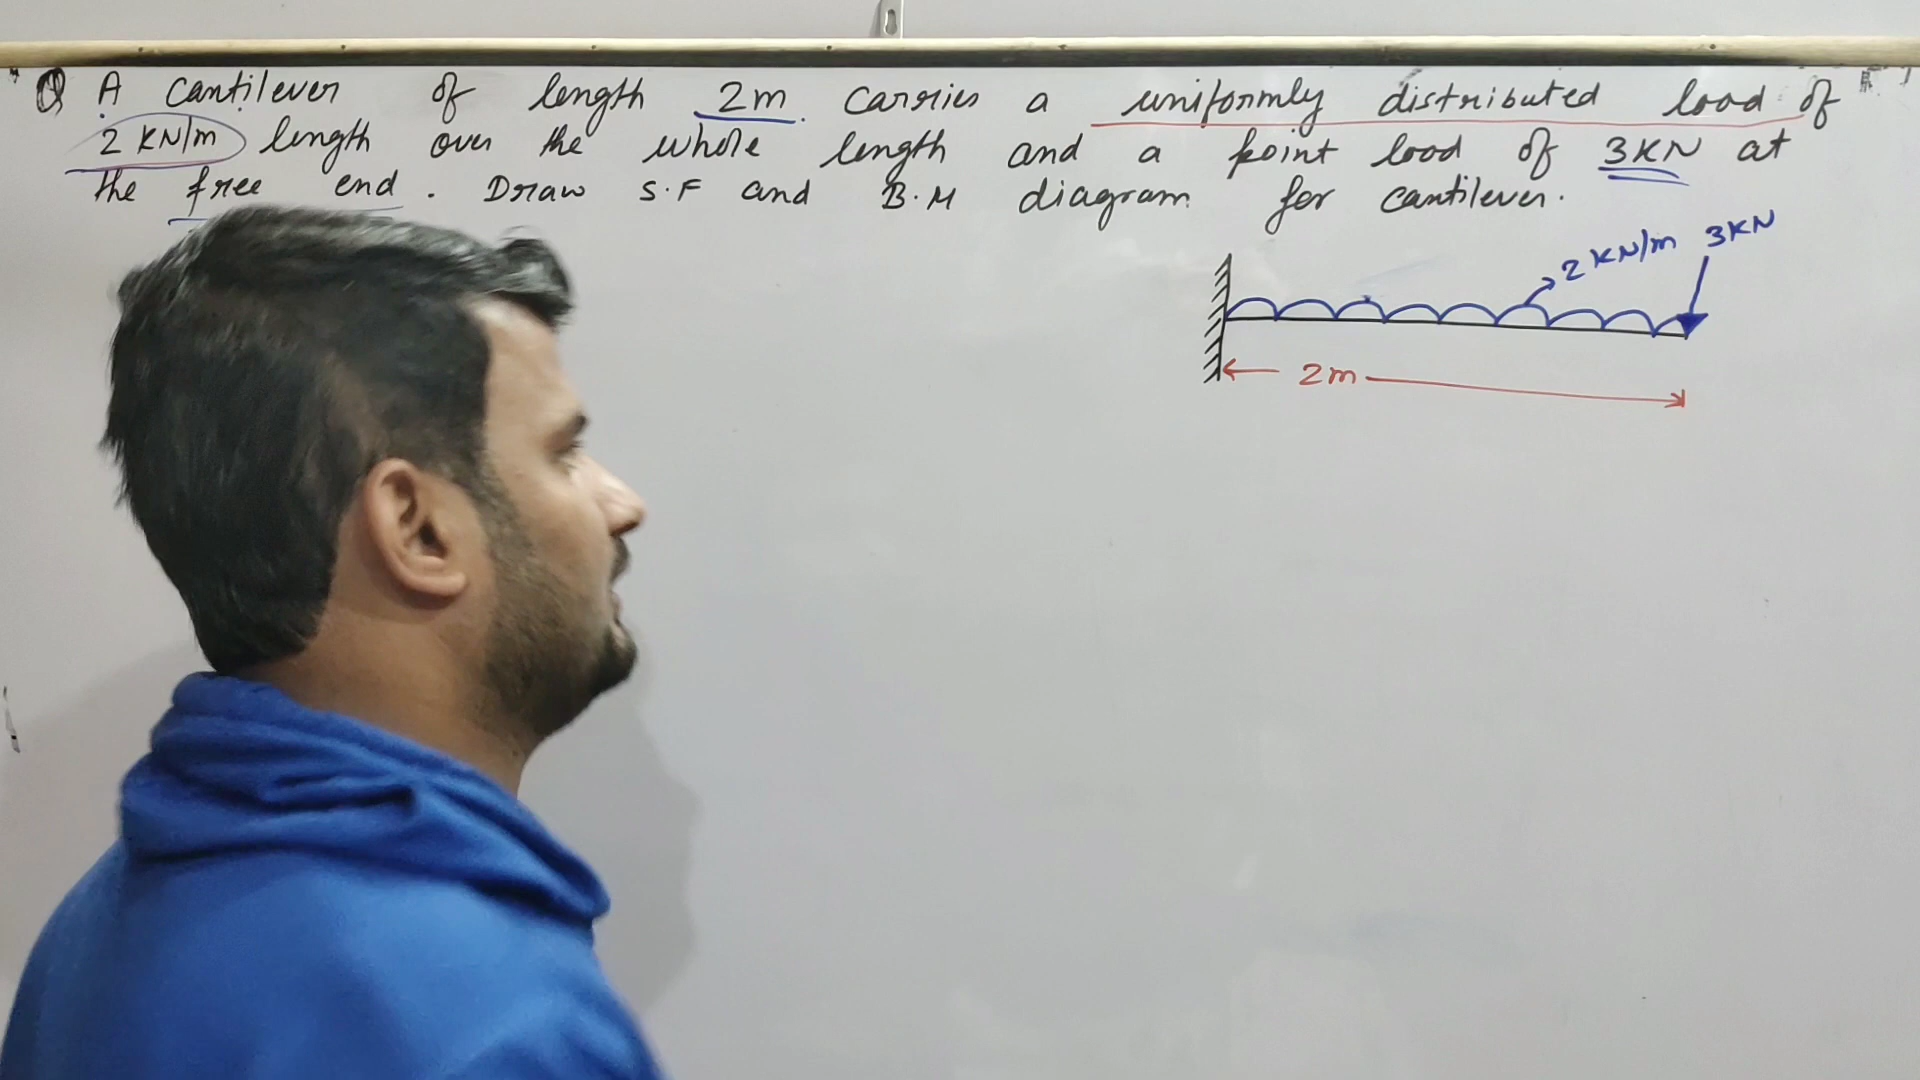 Q A cantilever of length 2m carries a uniformly distributed load of
2 KN/m length over the whole length and a point load of 3KN at
the free end. Draw S.F and B.M diagram for cantilever.
2 KN/m 3KN
2m